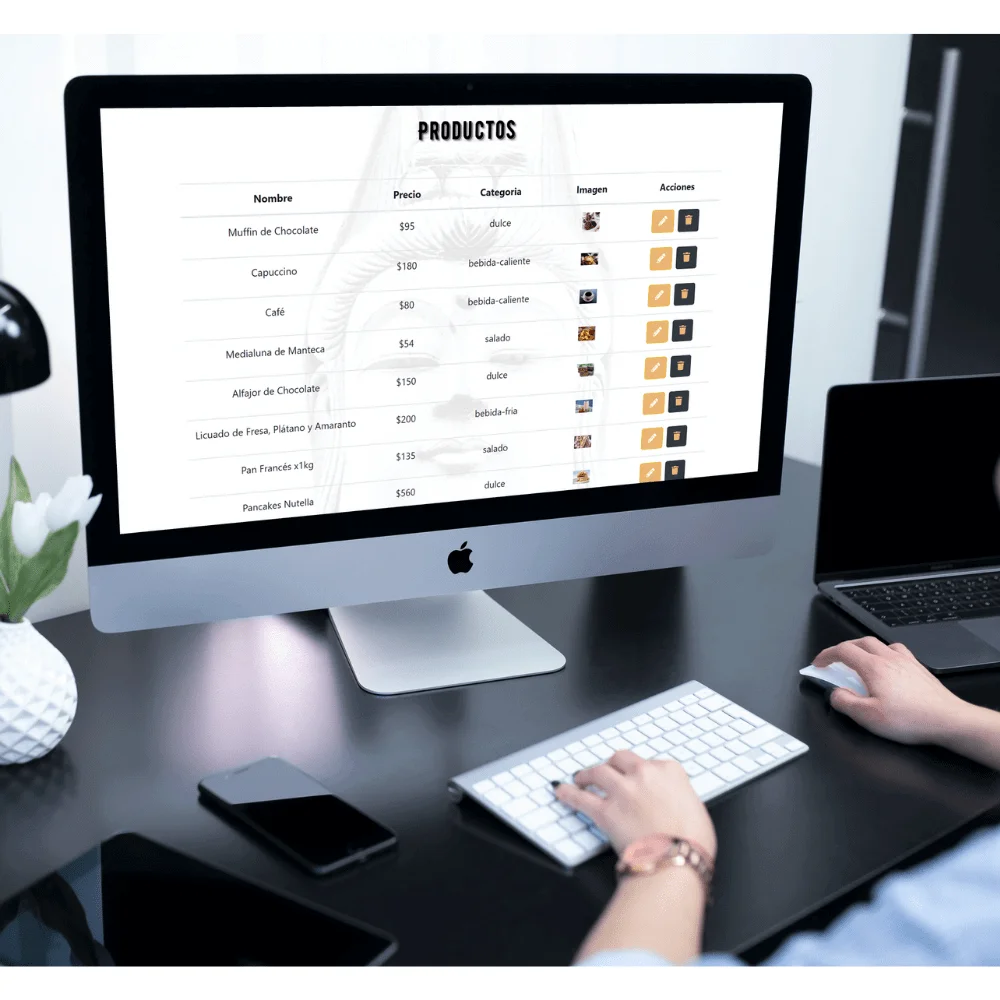 PRODUCTOS
Nombre Precio Categoria Imagen Acciones
Muffin de Chocolate $95 dulce
Capuccino $180 bebida-caliente
Café $80 bebida-caliente
Medialuna de Manteca $54 salado
Alfajor de Chocolate $150 dulce
Licuado de Fresa, Plátano y Amaranto $200 bebida-fria
Pan Francés x1kg $135 salado
Pancakes Nutella $560 dulce